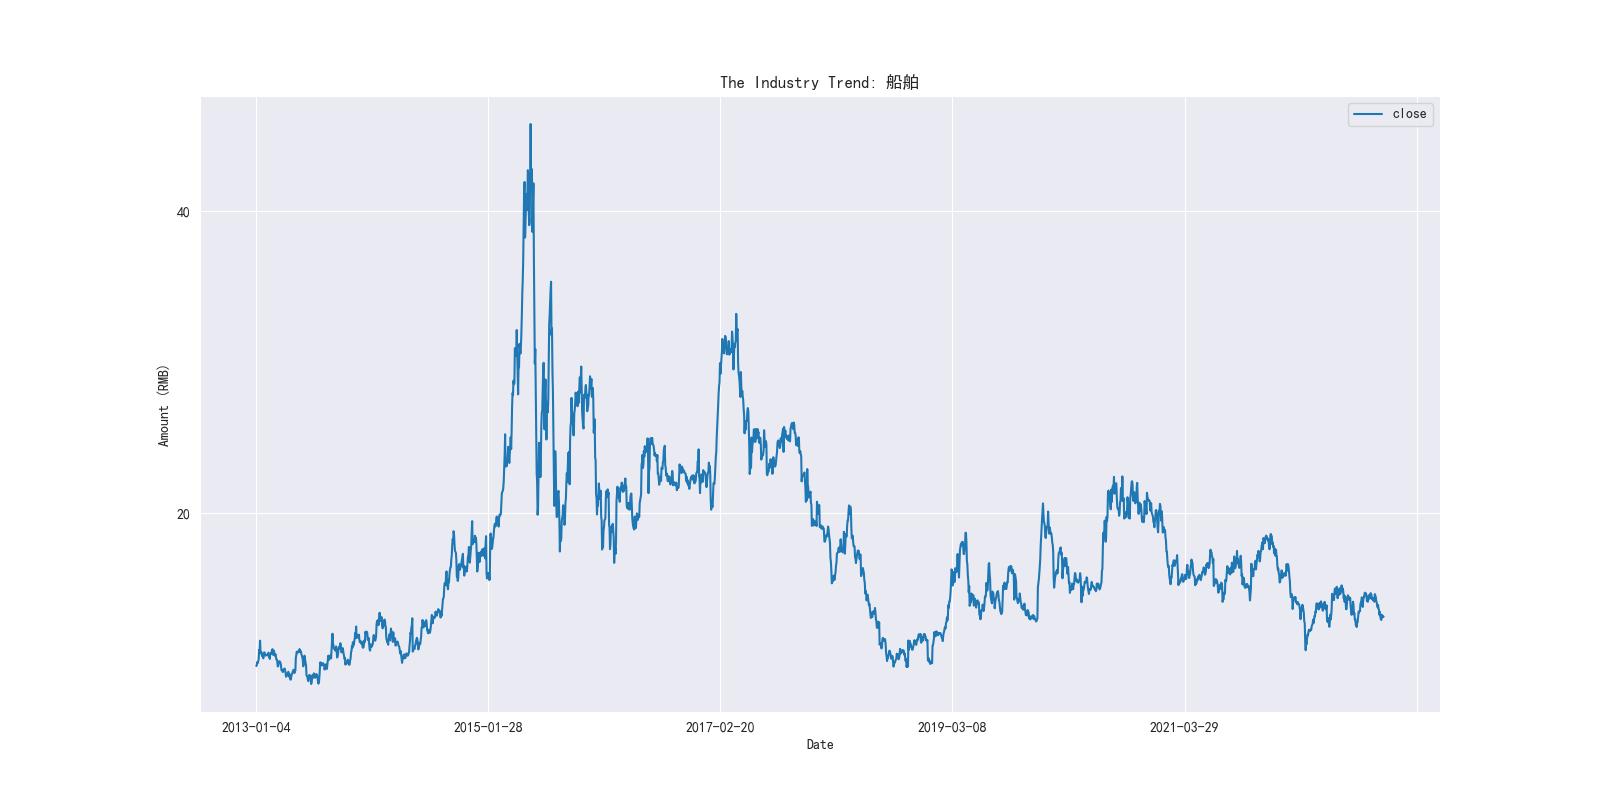 The Industry Trend: 船舶
close
40
20
Amount (RMB)
2013-01-04
2015-01-28
2017-02-20
2019-03-08
2021-03-29
Date